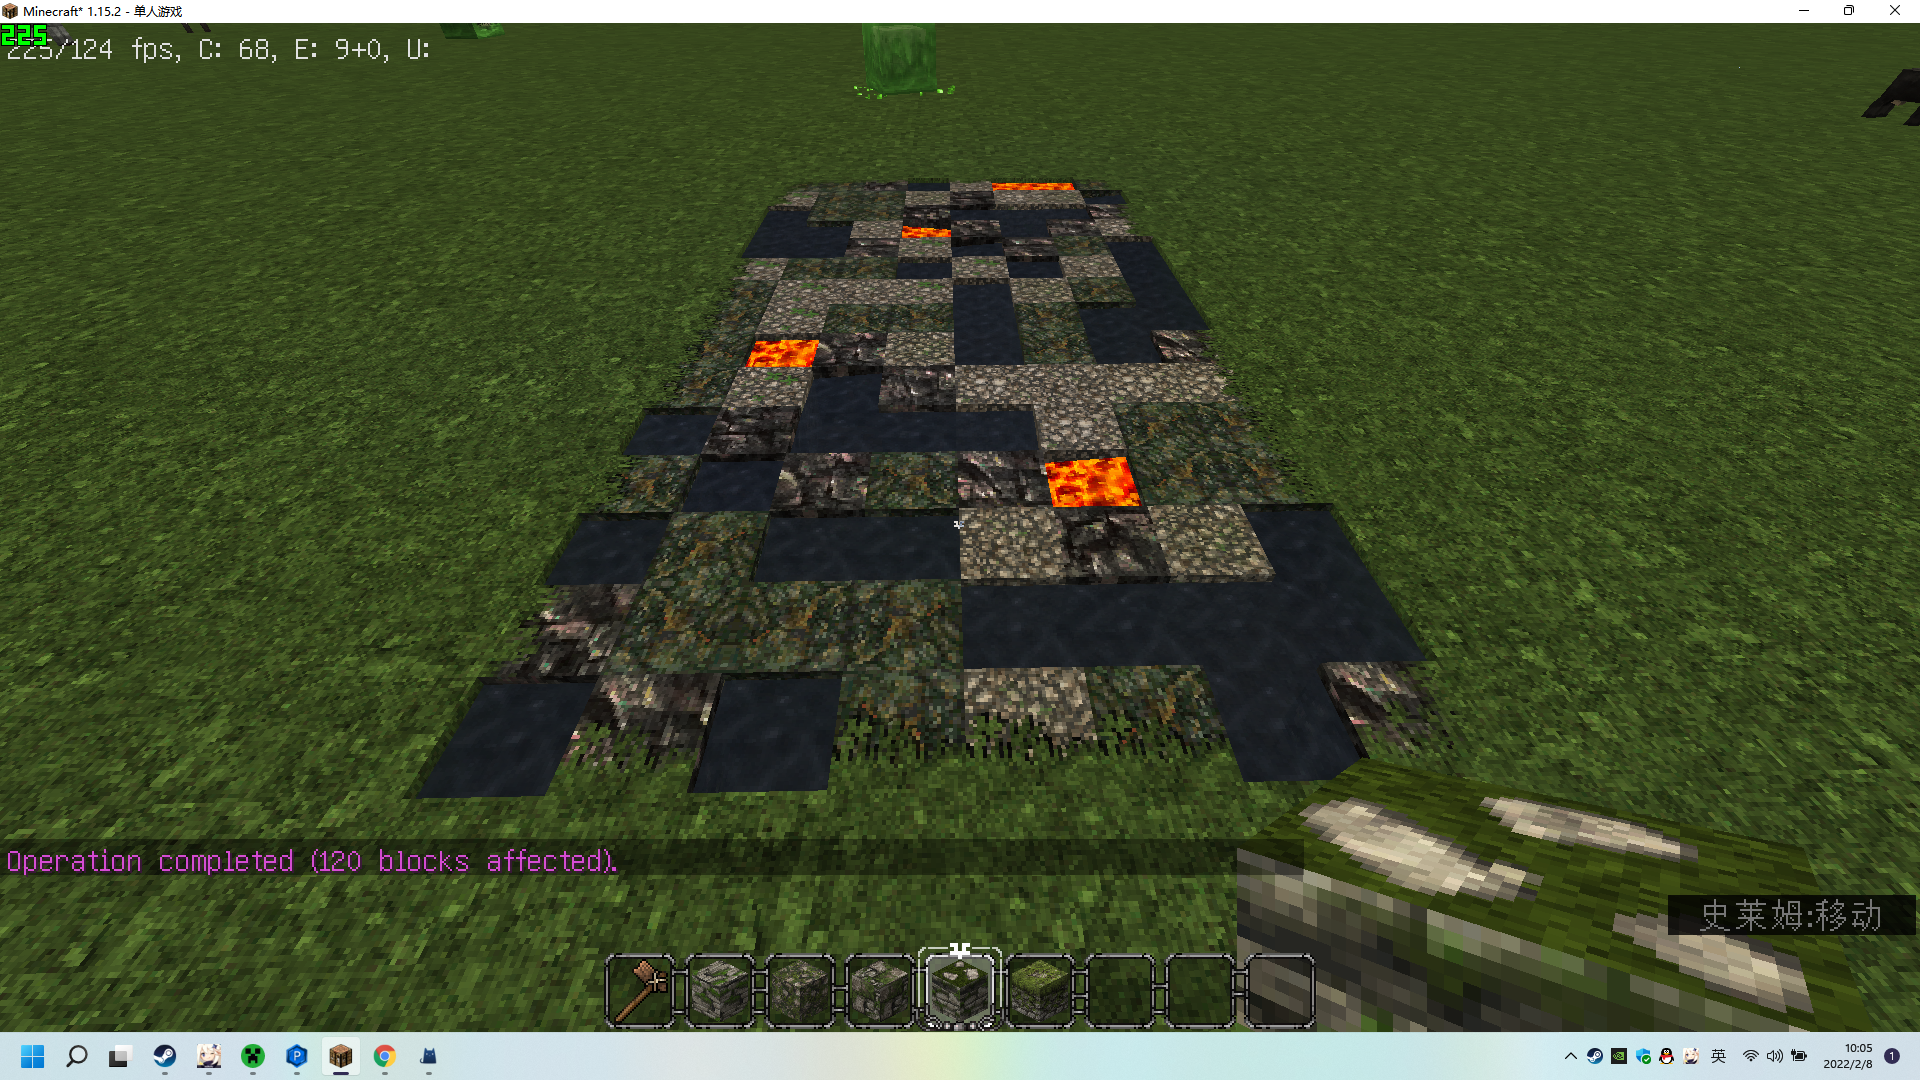 Minecraft* 1.15.2 - 单人游戏
225
225/124 fps, C: 68, E: 9+0, U:
Operation completed (120 blocks affected).
史莱姆:移动
英
10:05
2022/2/8
1